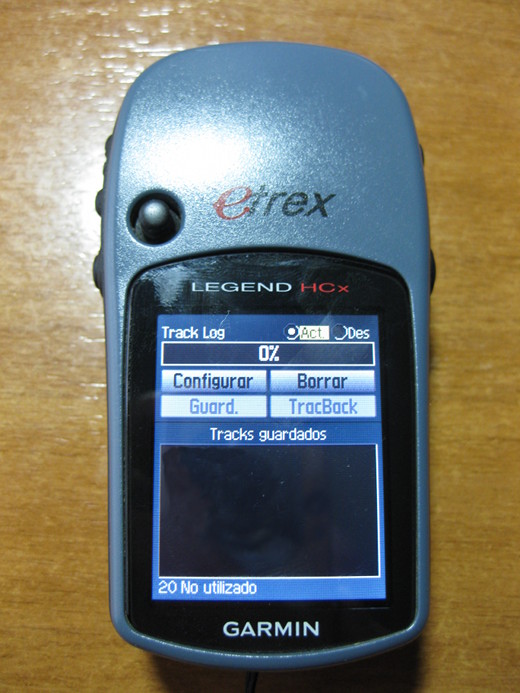 etrex
LEGEND HCx
Track Log Act Des
0%
Configurar Borrar
Guard. TracBack
Tracks guardados
20 No utilizado
GARMIN